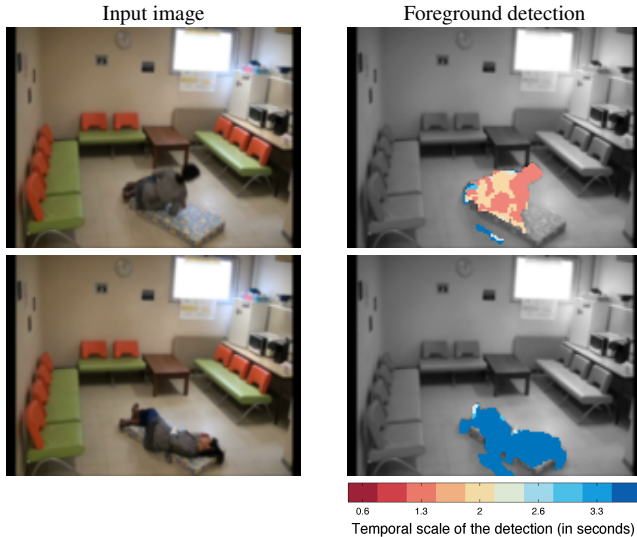 Input image
Foreground detection
0.6 1.3 2 2.6 3.3
Temporal scale of the detection (in seconds)